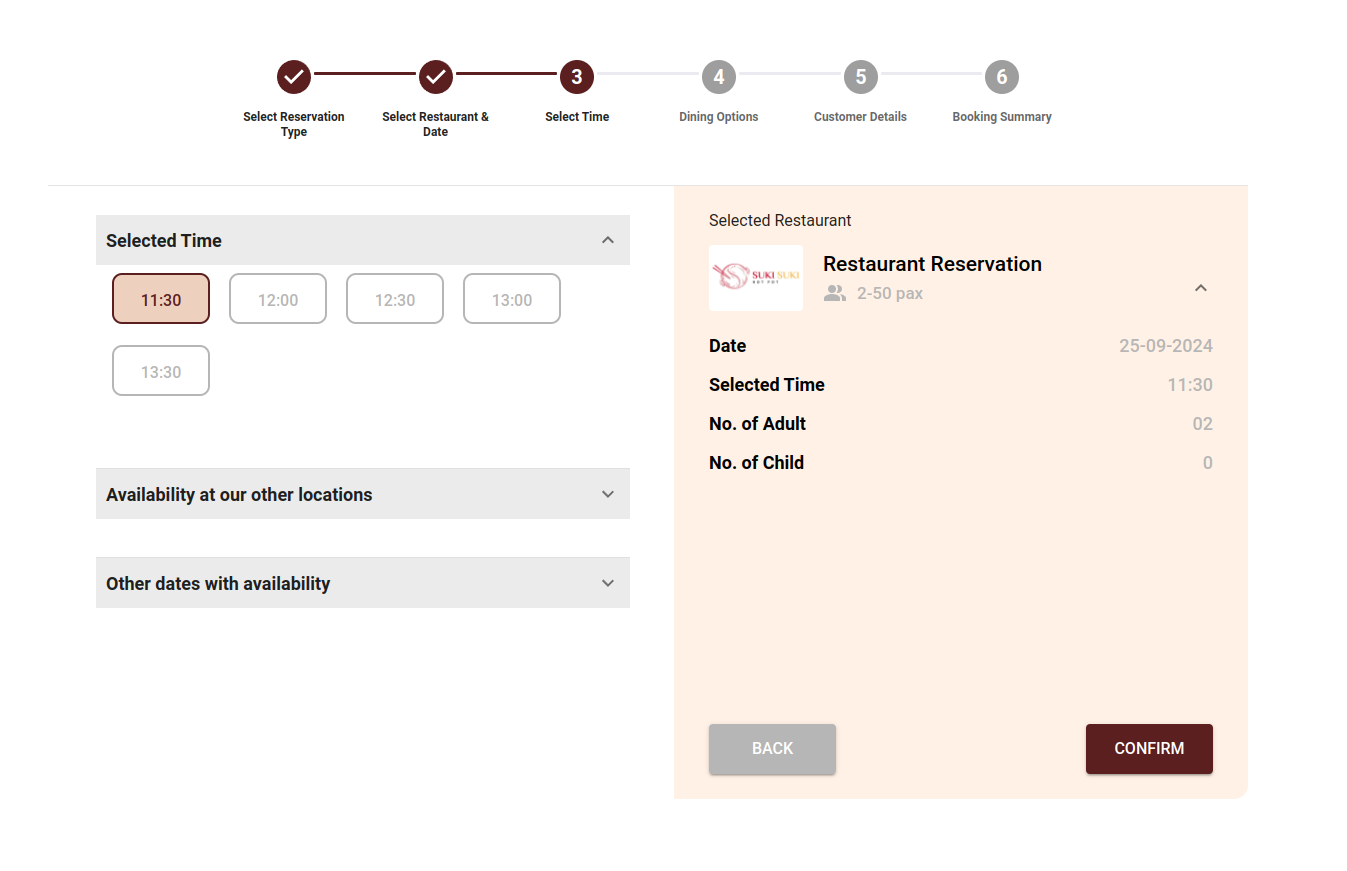 3
4
5
6
Select Reservation
Type
Select Restaurant &
Date
Select Time
Dining Options
Customer Details
Booking Summary
Selected Time
11:30
12:00
12:30
13:00
13:30
Availability at our other locations
Other dates with availability
Selected Restaurant
SUKI SUKI
HOT POT
Restaurant Reservation
2-50 pax
Date
25-09-2024
Selected Time
11:30
No. of Adult
02
No. of Child
0
BACK
CONFIRM